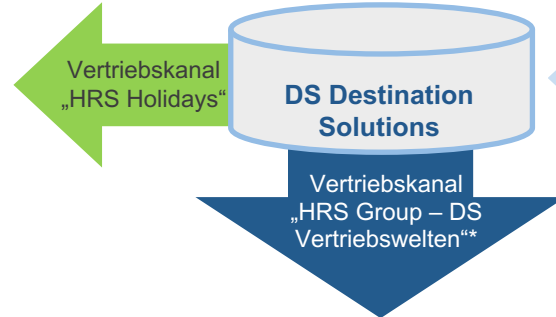 Vertriebskanal
„HRS Holidays“
DS Destination
Solutions
Vertriebskanal
„HRS Group – DS
Vertriebswelten“*